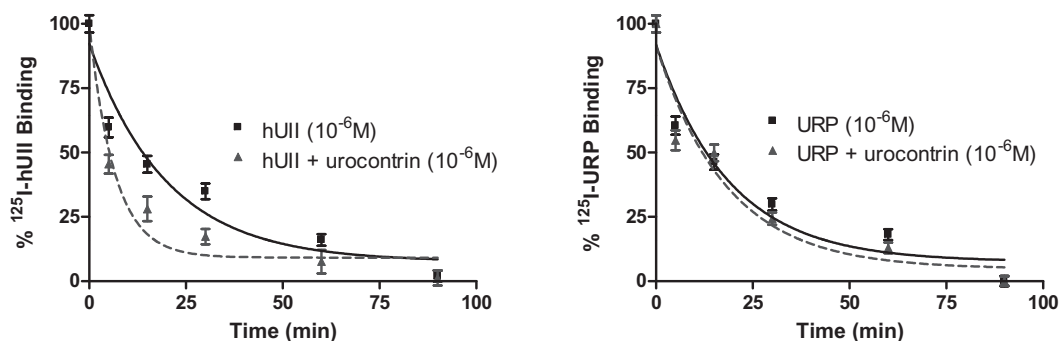 % ¹²⁵I-hUII Binding
100
75
50
25
0
hUII (10⁻⁶M)
hUII + urocontrin (10⁻⁶M)
0 25 50 75 100
Time (min)
% ¹²⁵I-URP Binding
100
75
50
25
0
URP (10⁻⁶M)
URP + urocontrin (10⁻⁶M)
0 25 50 75 100
Time (min)